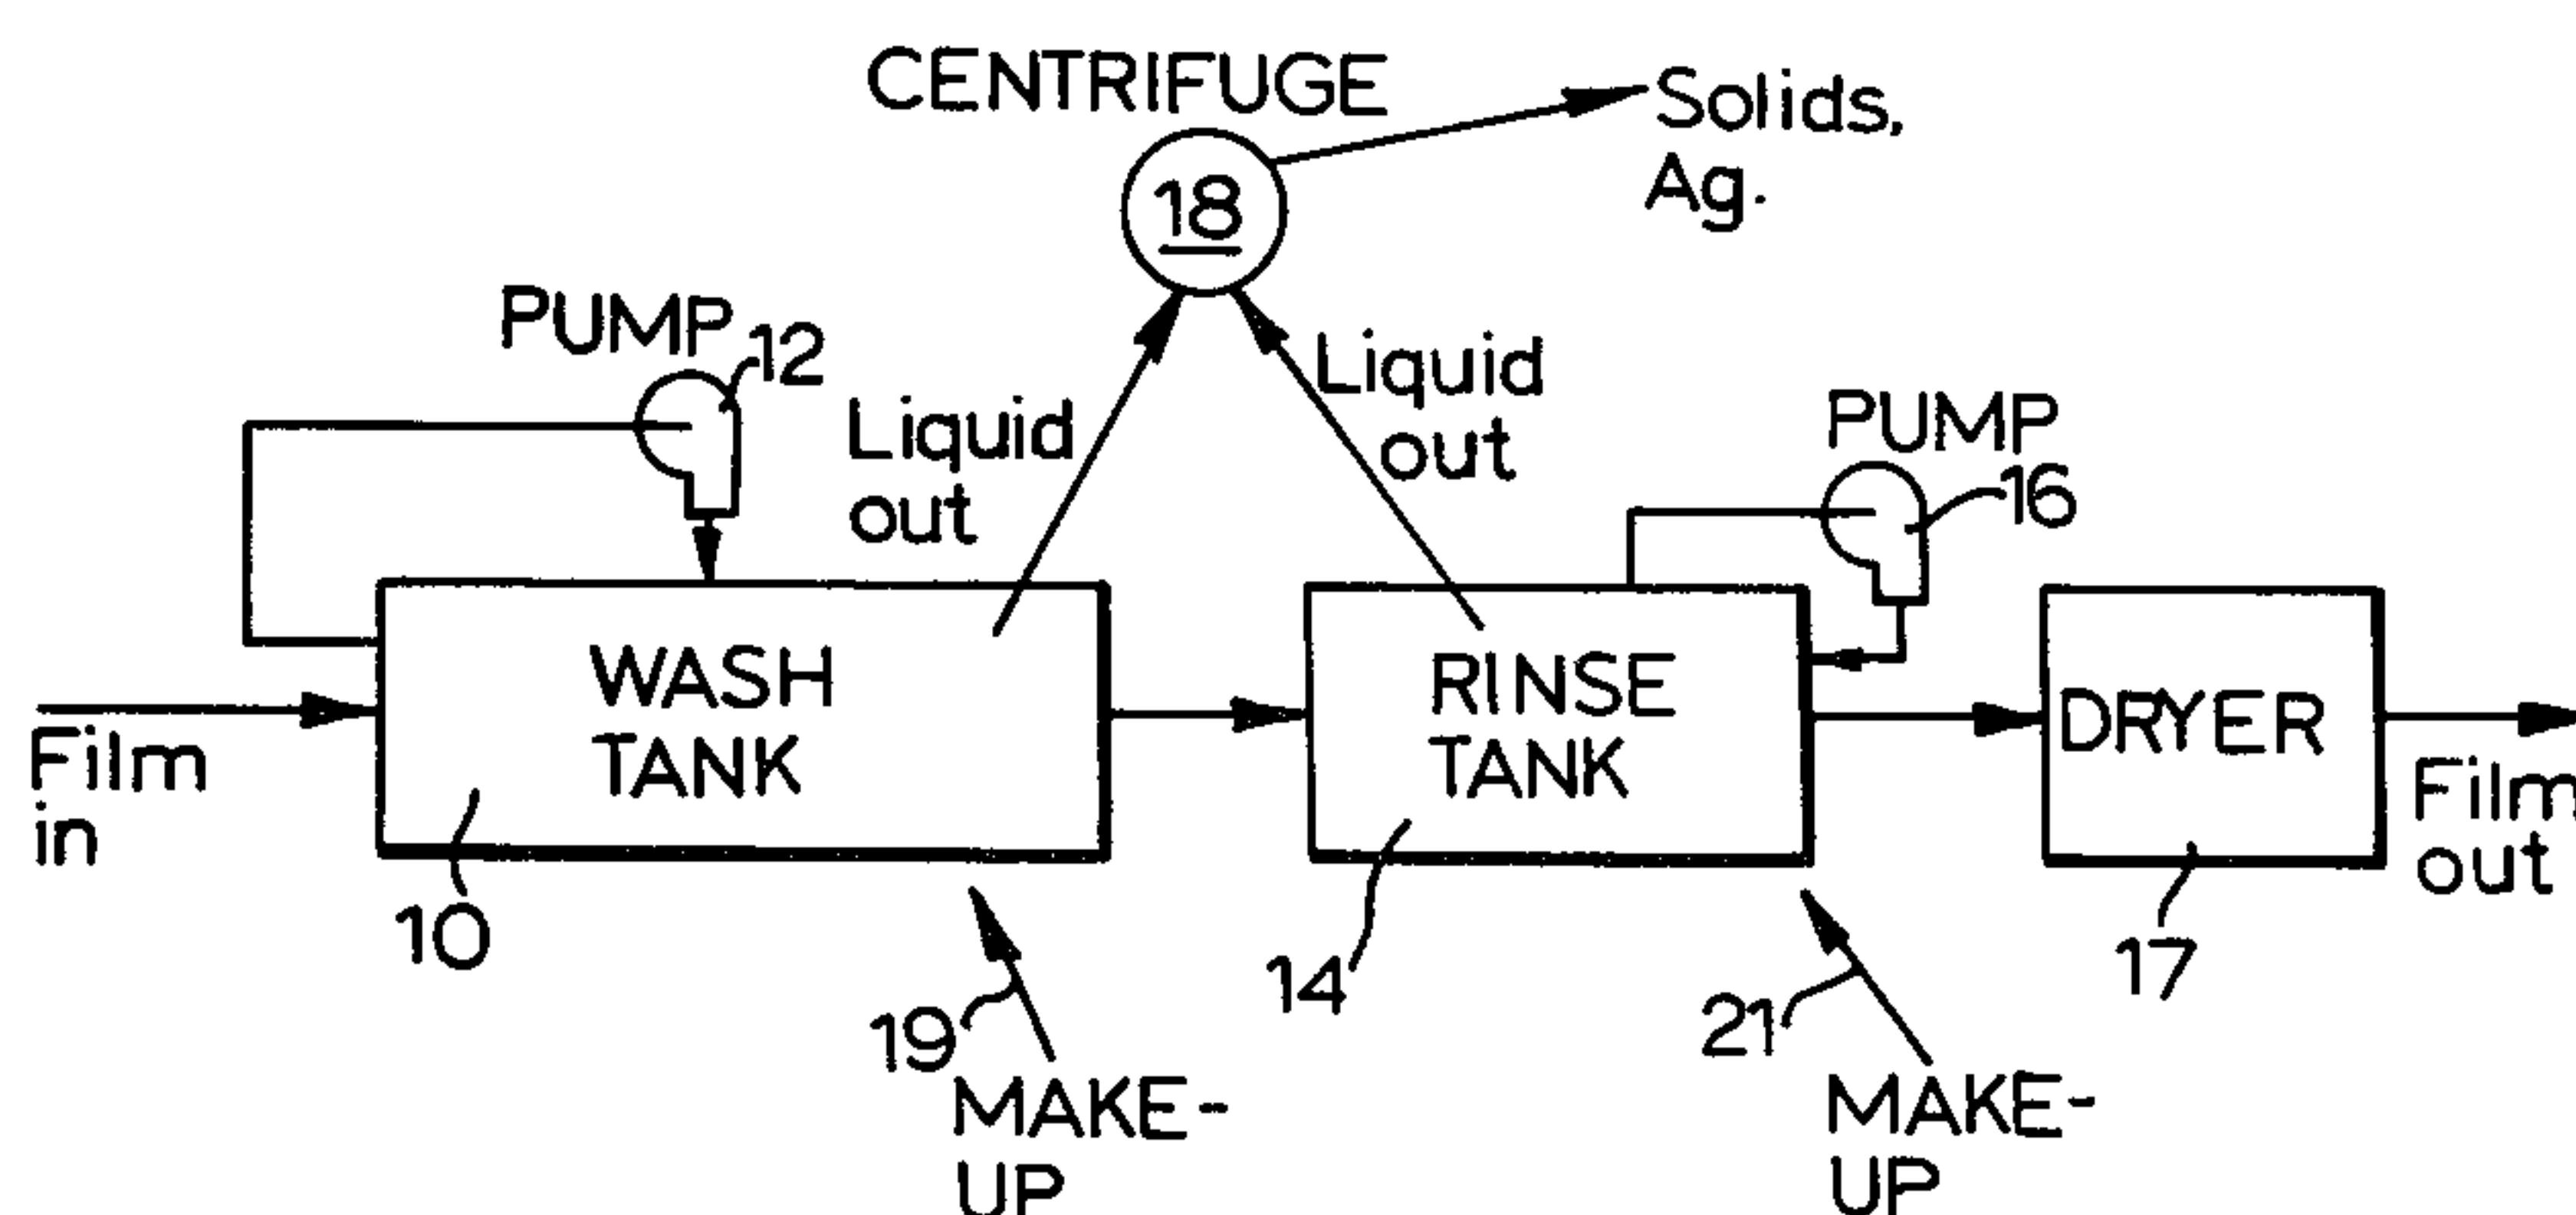 CENTRIFUGE
Solids,
Ag.
18
PUMP
12
Liquid
out
Liquid
out
PUMP
16
WASH
TANK
RINSE
TANK
DRYER
Film
in
Film
out
10
19
MAKE-
UP
14
21
MAKE-
UP
17